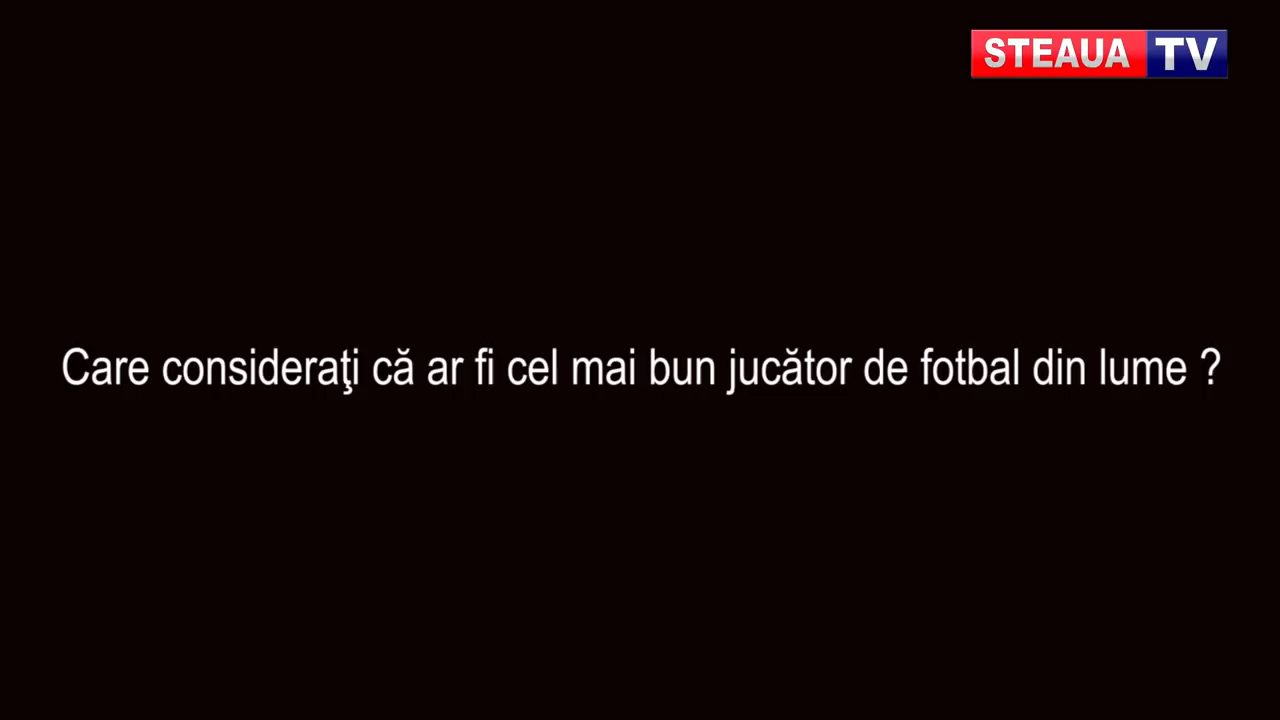 STEAUA TV
Care consideraţi că ar fi cel mai bun jucător de fotbal din lume ?